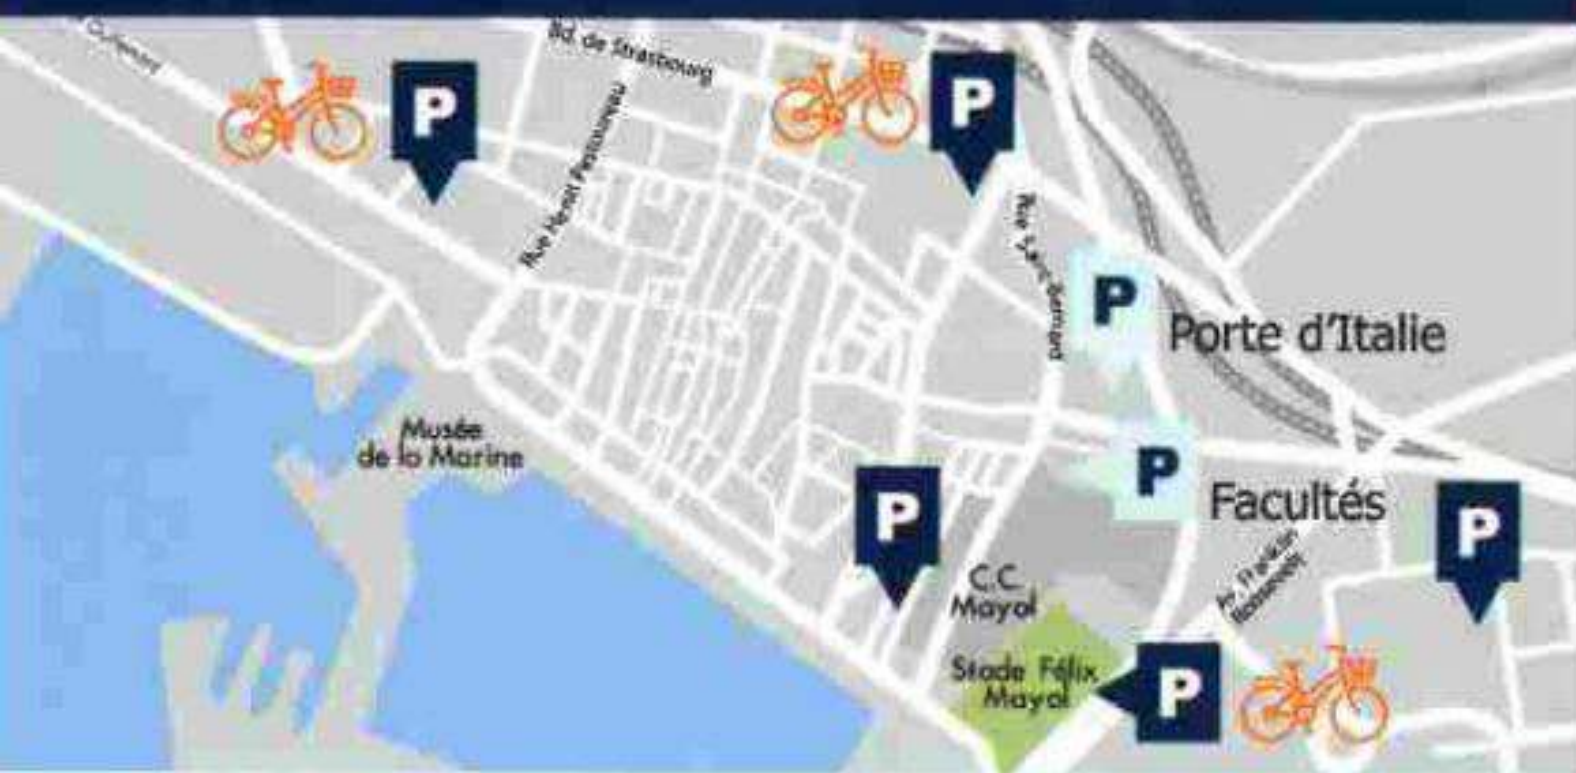 Bd. de Strasbourg
P
P
Rue Henri Pastoureau
Rue Saint Bernard
P
Porte d'Italie
Musée
de la Marine
P
Facultés
P
P
Av. Franklin
Roosevelt
C.C.
Mayol
Stade Félix
Mayol
P